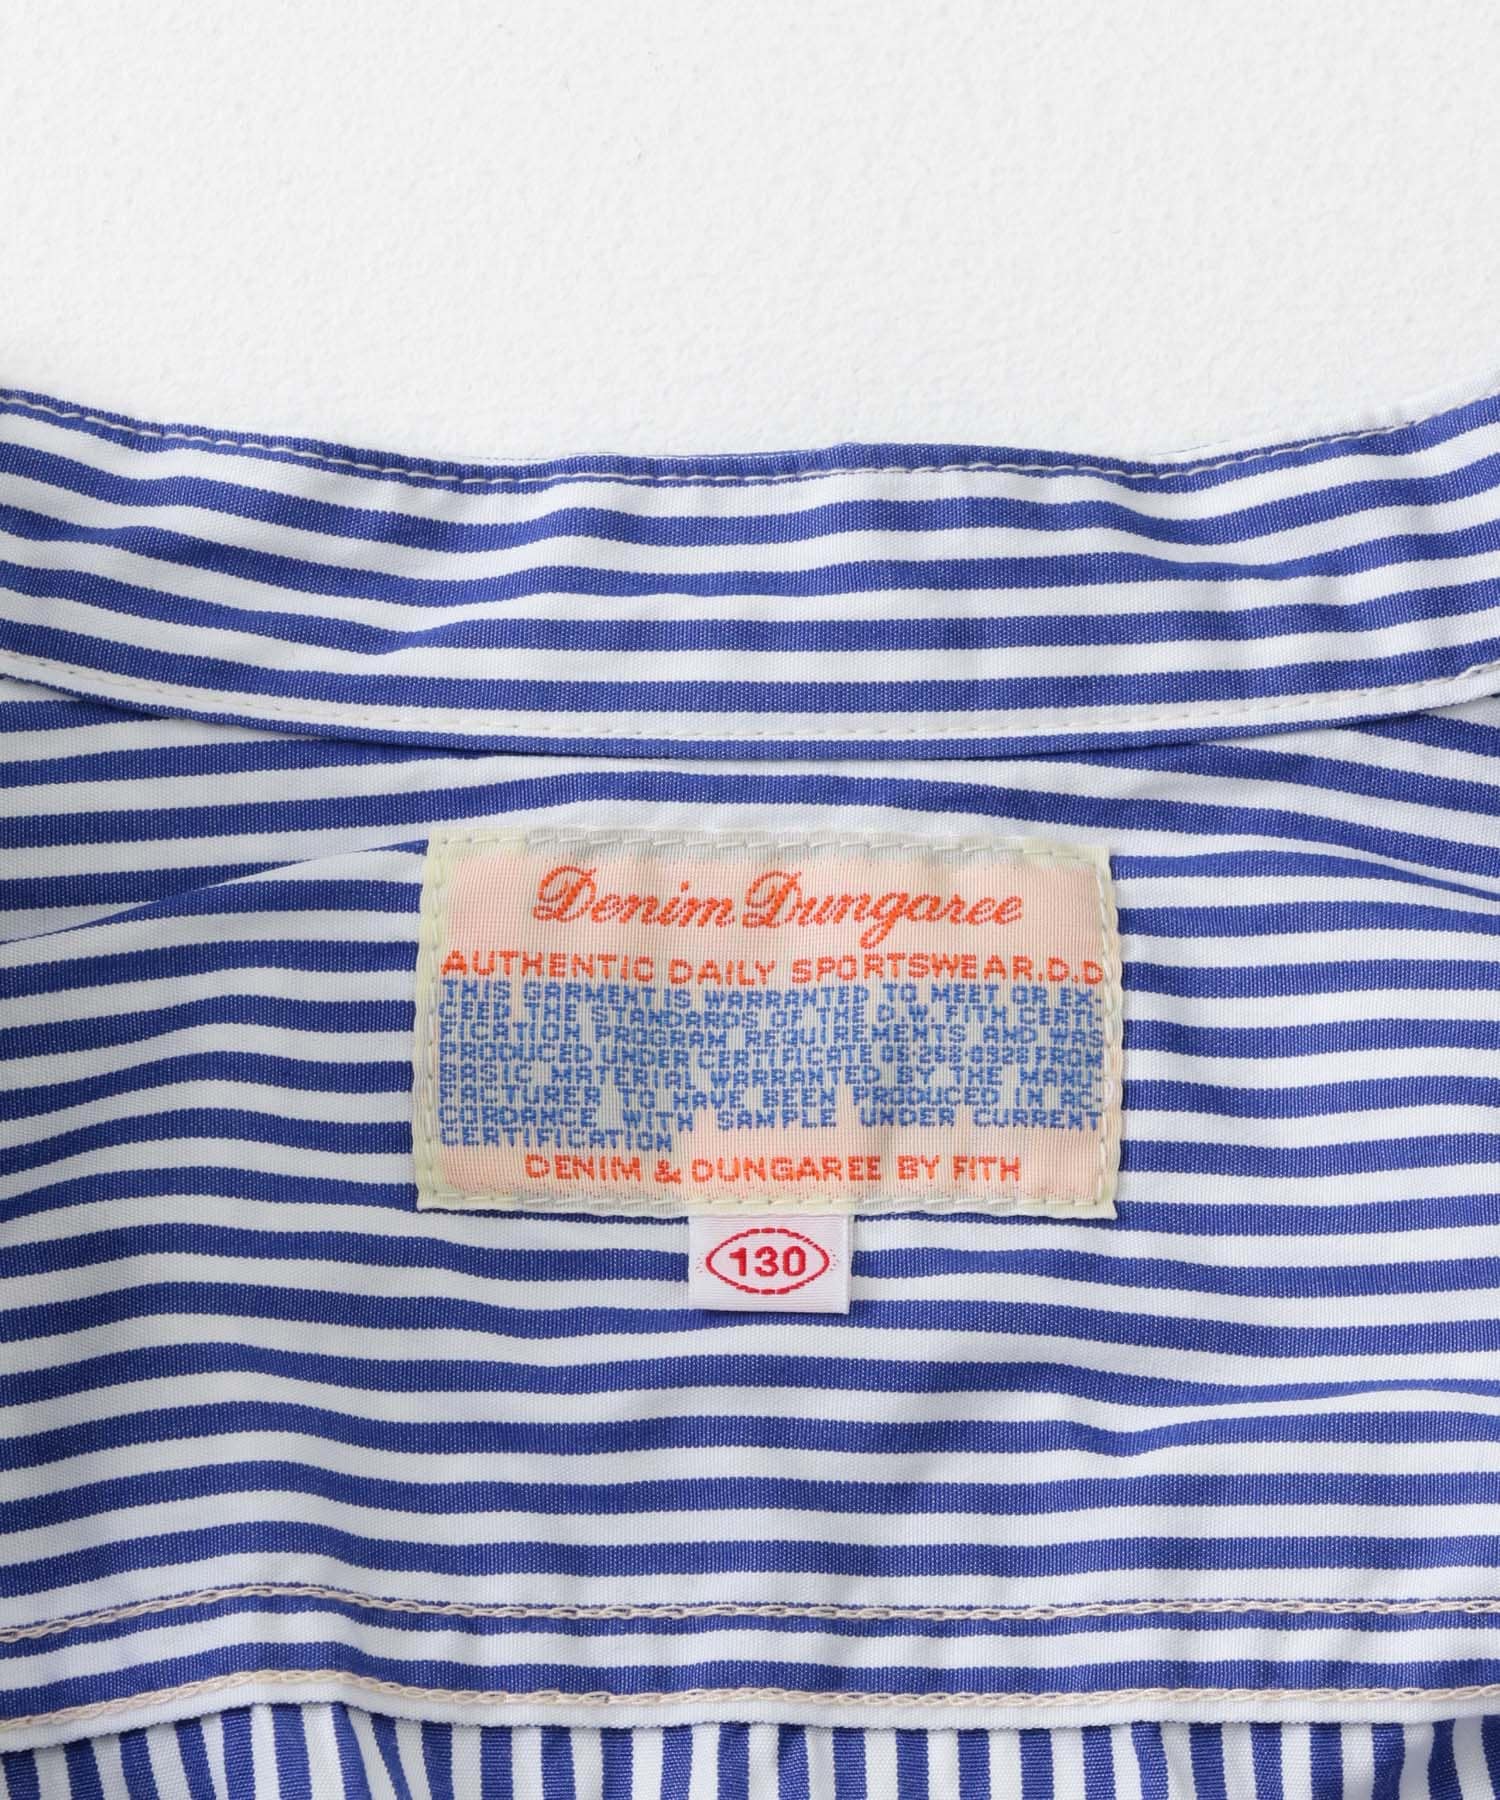 Denim Dungaree
AUTHENTIC DAILY SPORTSWEAR.D.D
THIS GARMENT IS WARRANTED TO MEET OR EX-
CEED THE STANDARDS OF THE D.W. FITH CERTI-
FICATION PROGRAM REQUIREMENTS AND WAS
PRODUCED UNDER CERTIFICATE FROM
BASIC MATERIAL WARRANTED BY THE MANU-
FACTURER TO HAVE BEEN PRODUCED IN AC-
CORDANCE WITH SAMPLE UNDER CURRENT
CERTIFICATION
DENIM & DUNGAREE BY FITH
130